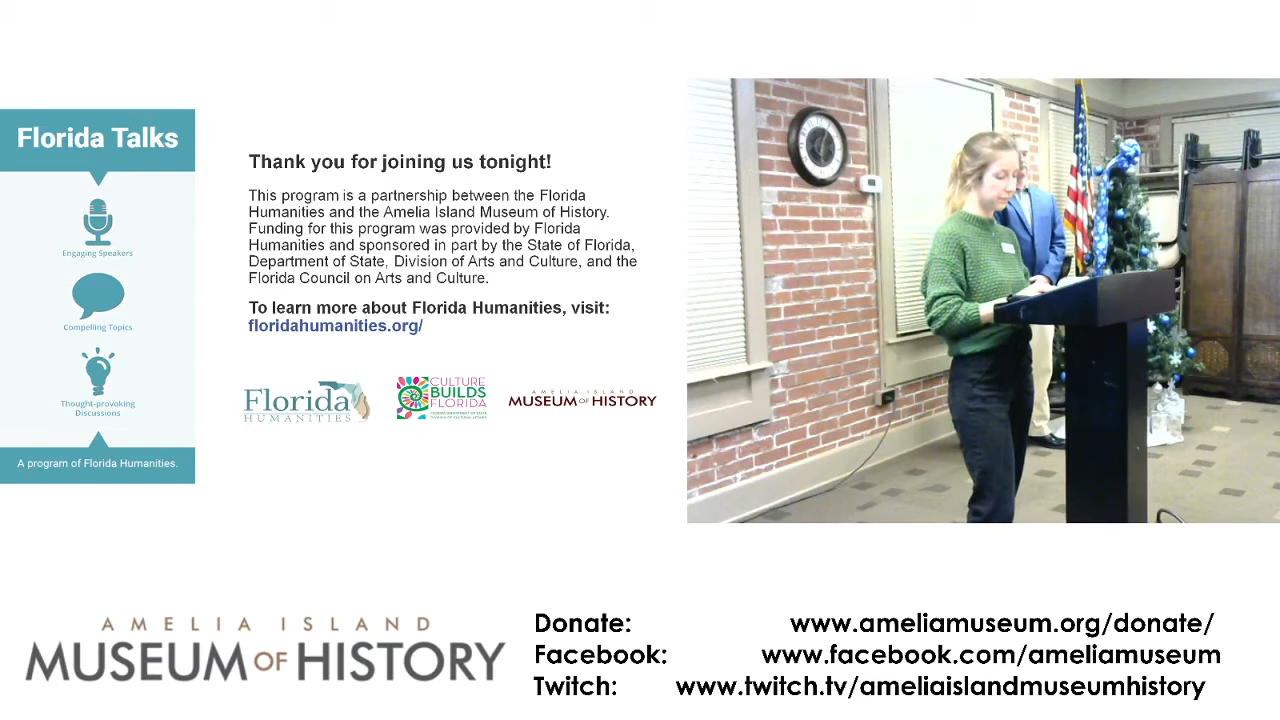 Florida Talks
Engaging Speakers
Compelling Topics
Thought-provoking
Discussions
A program of Florida Humanities.
Thank you for joining us tonight!
This program is a partnership between the Florida
Humanities and the Amelia Island Museum of History.
Funding for this program was provided by Florida
Humanities and sponsored in part by the State of Florida,
Department of State, Division of Arts and Culture, and the
Florida Council on Arts and Culture.
To learn more about Florida Humanities, visit:
floridahumanities.org/
Florida
HUMANITIES
CULTURE
BUILDS
FLORIDA
AMELIA ISLAND
MUSEUM OF HISTORY
AMELIA ISLAND
MUSEUM OF HISTORY
Donate: www.ameliamuseum.org/donate/
Facebook: www.facebook.com/ameliamuseum
Twitch: www.twitch.tv/ameliaislandmuseumhistory